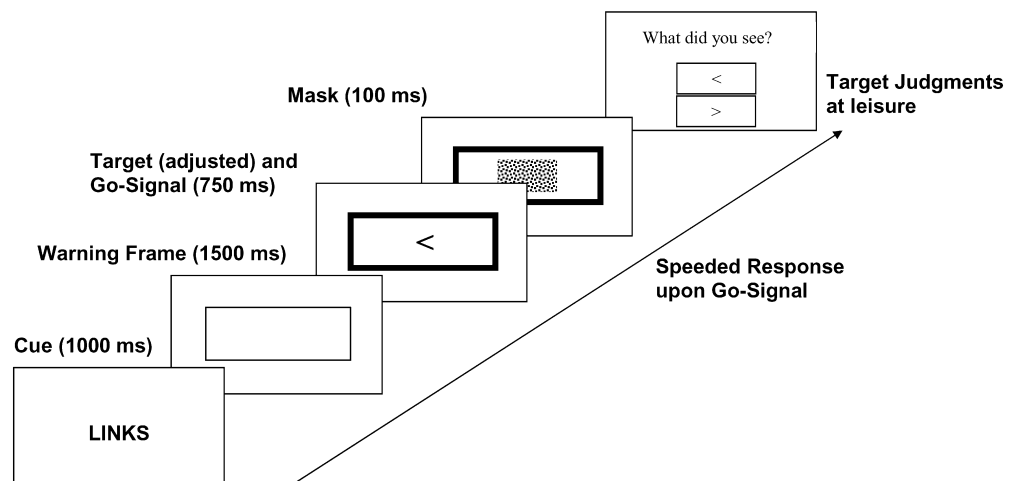 What did you see?
<
>
Target Judgments
at leisure
Mask (100 ms)
Target (adjusted) and
Go-Signal (750 ms)
<
Warning Frame (1500 ms)
Speeded Response
upon Go-Signal
Cue (1000 ms)
LINKS